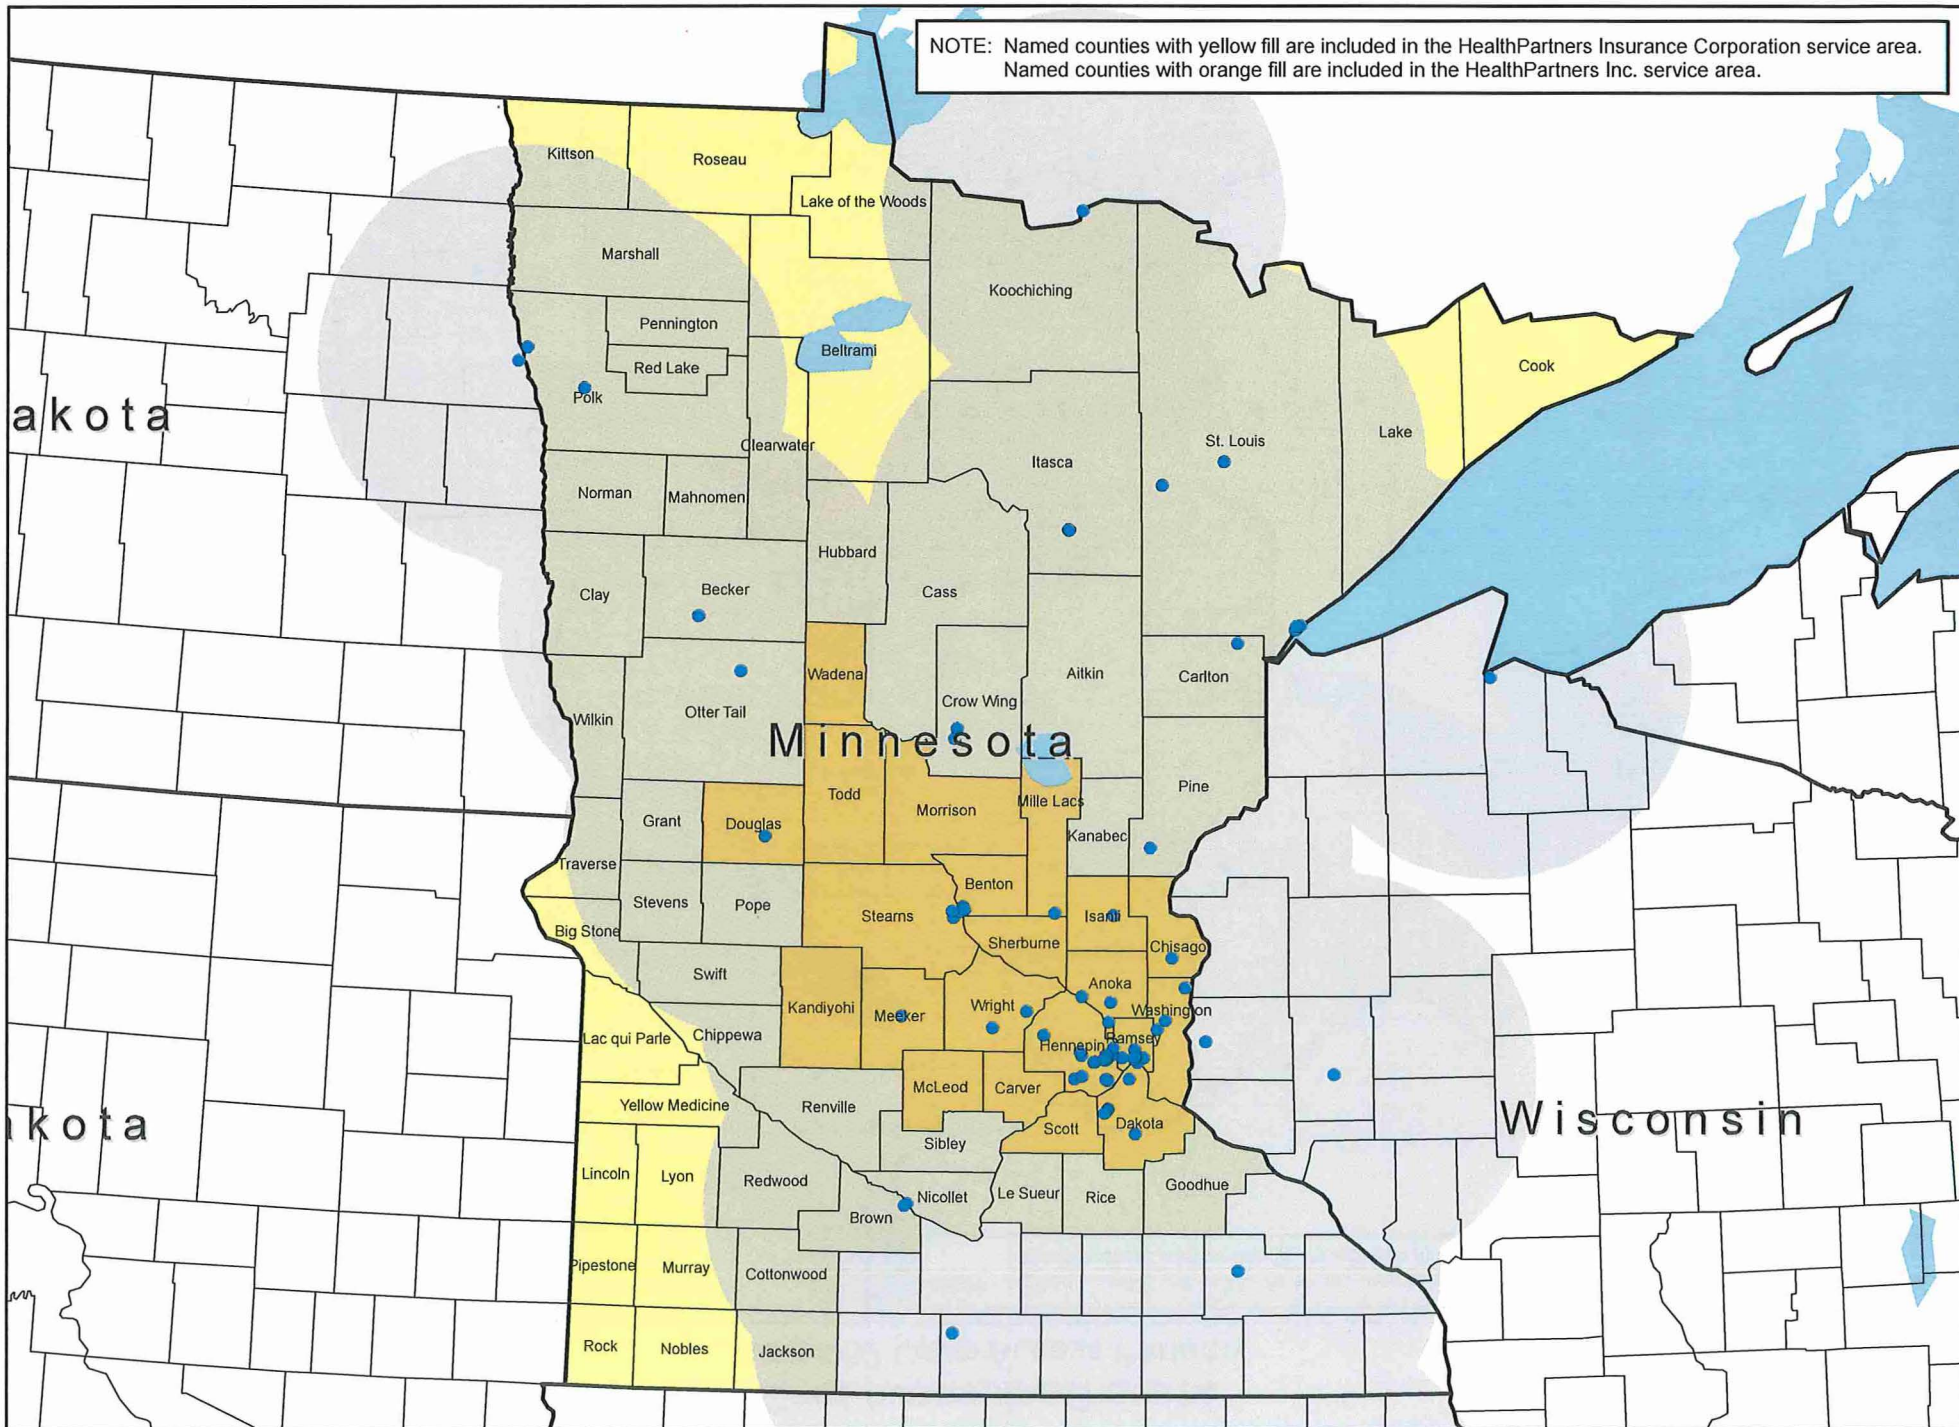 NOTE: Named counties with yellow fill are included in the HealthPartners Insurance Corporation service area.
Named counties with orange fill are included in the HealthPartners Inc. service area.
Kittson
Roseau
Lake of the Woods
Marshall
Koochiching
Pennington
Beltrami
Red Lake
Cook
Polk
akota
Clearwater
Lake
St. Louis
Itasca
Norman
Mahnomen
Hubbard
Clay
Becker
Cass
Wadena
Aitkin
Carlton
Crow Wing
Wilkin
Otter Tail
Minnesota
Pine
Todd
Mille Lacs
Morrison
Grant
Douglas
Kanabec
Traverse
Benton
Stevens
Pope
Stearns
Isanti
Big Stone
Sherburne
Chisago
Swift
Anoka
Kandiyohi
Meeker
Wright
Washington
Lac qui Parle
Chippewa
Hennepin
Ramsey
McLeod
Carver
Yellow Medicine
Renville
akota
Wisconsin
Scott
Dakota
Sibley
Lincoln
Lyon
Redwood
Goodhue
Nicollet
Le Sueur
Rice
Brown
Pipestone
Murray
Cottonwood
Rock
Nobles
Jackson